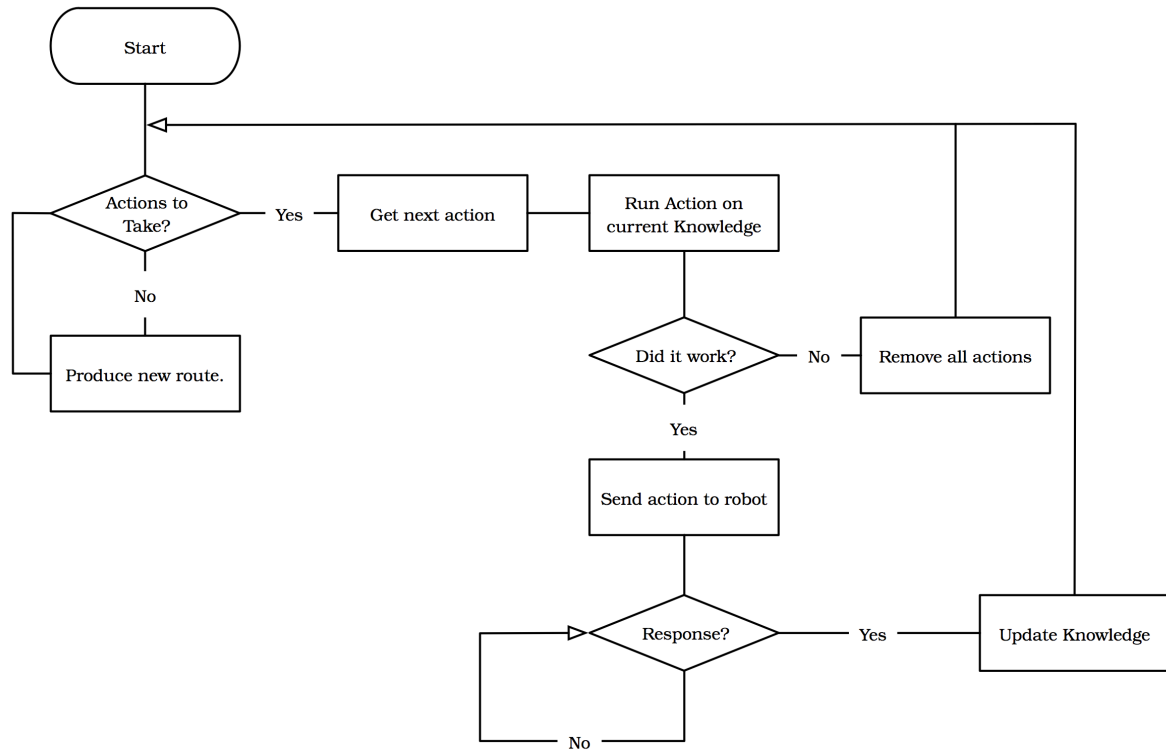 Start
Actions to
Take?
Yes
Get next action
Run Action on
current Knowledge
No
Produce new route.
Did it work?
No
Remove all actions
Yes
Send action to robot
Response?
Yes
Update Knowledge
No